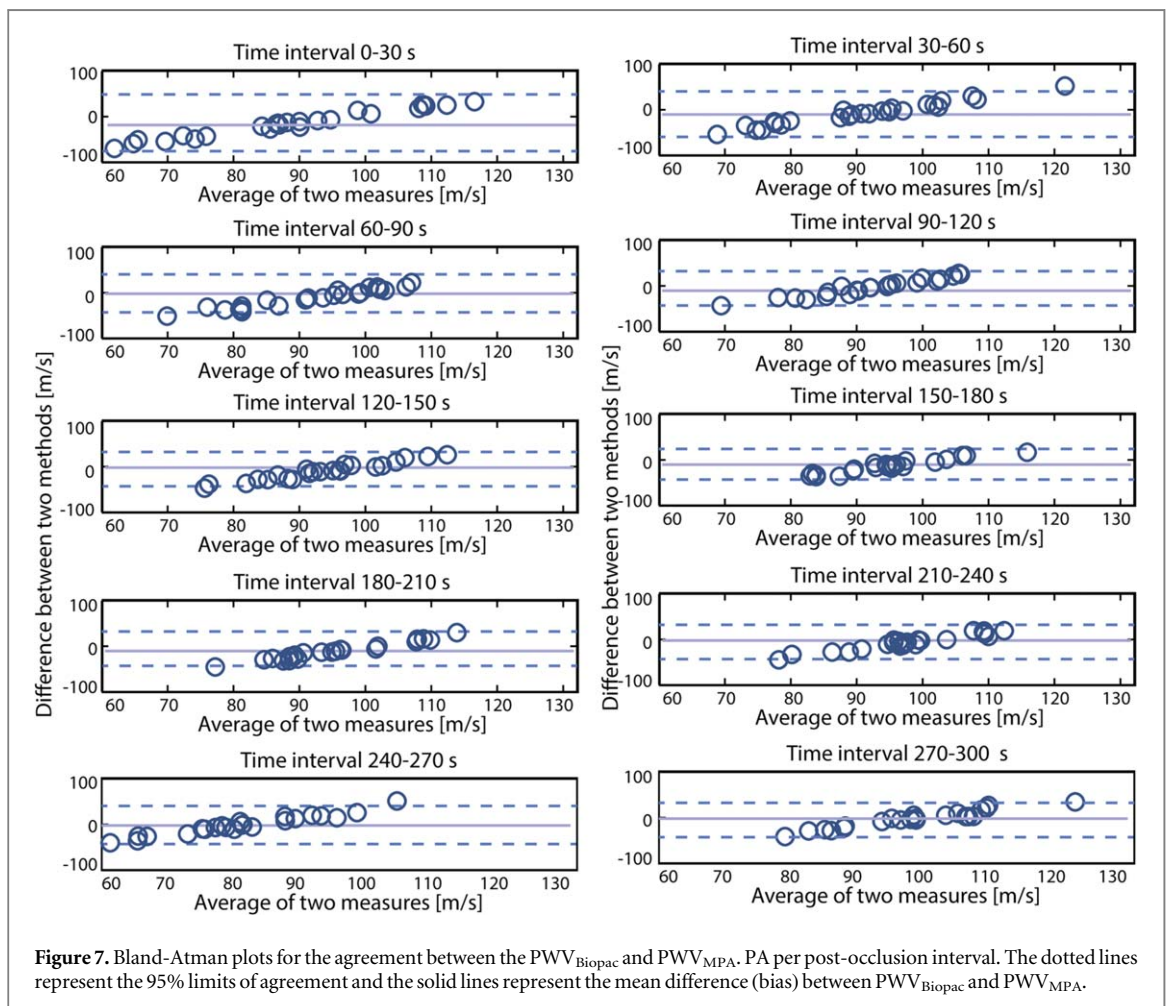 Time interval 0-30 s
100
0
-100
60 70 80 90 100 110 120 130
Average of two measures [m/s]
Time interval 30-60 s
100
0
-100
60 70 80 90 100 110 120 130
Average of two measures [m/s]
Time interval 60-90 s
100
0
-100
60 70 80 90 100 110 120 130
Average of two measures [m/s]
Time interval 90-120 s
100
0
-100
60 70 80 90 100 110 120 130
Average of two measures [m/s]
Difference between two methods [m/s]
Difference between two methods [m/s]
Time interval 120-150 s
100
0
-100
60 70 80 90 100 110 120 130
Average of two measures [m/s]
Time interval 150-180 s
100
0
-100
60 70 80 90 100 110 120 130
Average of two measures [m/s]
Time interval 180-210 s
100
0
-100
60 70 80 90 100 110 120 130
Average of two measures [m/s]
Time interval 210-240 s
100
0
-100
60 70 80 90 100 110 120 130
Average of two measures [m/s]
Time interval 240-270 s
100
0
-100
60 70 80 90 100 110 120 130
Average of two measures [m/s]
Time interval 270-300 s
100
0
-100
60 70 80 90 100 110 120 130
Average of two measures [m/s]
Figure 7. Bland-Atman plots for the agreement between the PWVBiopac and PWVMPA. PA per post-occlusion interval. The dotted lines
represent the 95% limits of agreement and the solid lines represent the mean difference (bias) between PWVBiopac and PWVMPA.